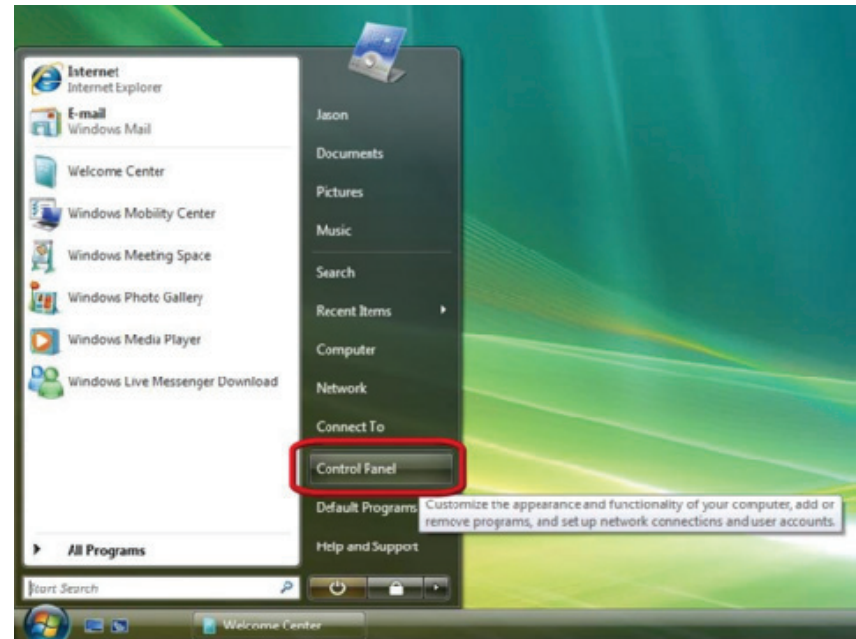 Internet
Internet Explorer
E-mail
Windows Mail
Welcome Center
Windows Mobility Center
Windows Meeting Space
Windows Photo Gallery
Windows Media Player
Windows Live Messenger Download
All Programs
Start Search
Jason
Documents
Pictures
Music
Search
Recent Items
Computer
Network
Connect To
Control Panel
Default Programs
Help and Support
Customize the appearance and functionality of your computer, add or
remove programs, and set up network connections and user accounts.
Welcome Center